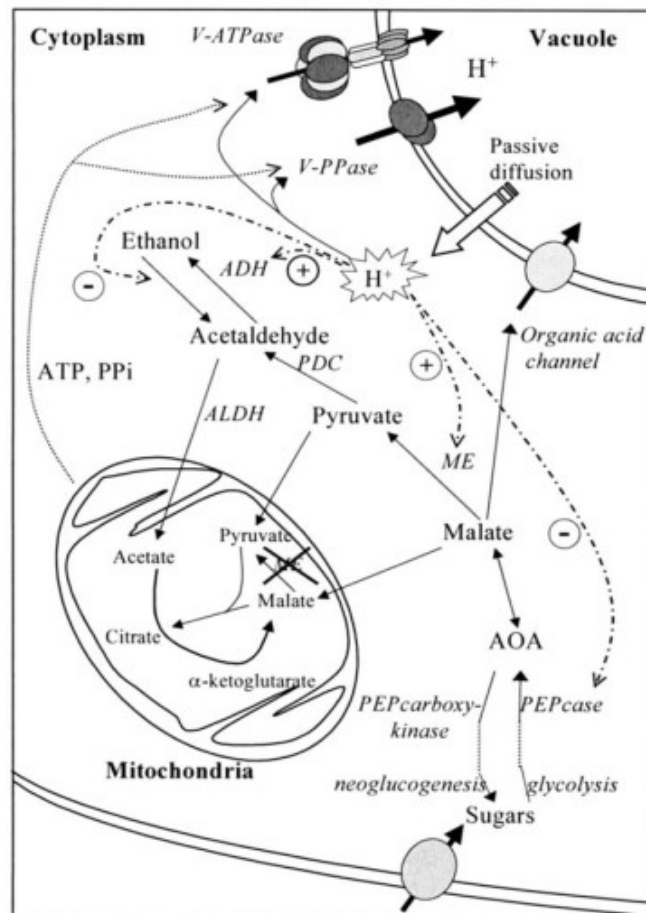 Cytoplasm
V-ATPase
Vacuole
H+
Passive
diffusion
V-PPase
Ethanol
-
ADH
+
H+
Acetaldehyde
Organic acid
channel
PDC
+
ATP, PPi
ALDH
Pyruvate
ME
Malate
-
Pyruvate
Acetate
Malate
Citrate
AOA
α-ketoglutarate
PEPcarboxy-
kinase
PEPcase
Mitochondria
neoglucogenesis
glycolysis
Sugars